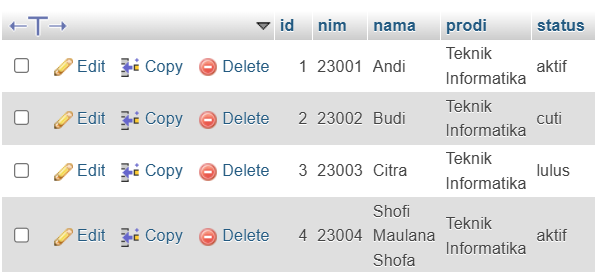 id nim nama prodi status
Edit Copy Delete 1 23001 Andi Teknik Informatika aktif
Edit Copy Delete 2 23002 Budi Teknik Informatika cuti
Edit Copy Delete 3 23003 Citra Teknik Informatika lulus
Edit Copy Delete 4 23004 Shofi Maulana Shofa Teknik Informatika aktif